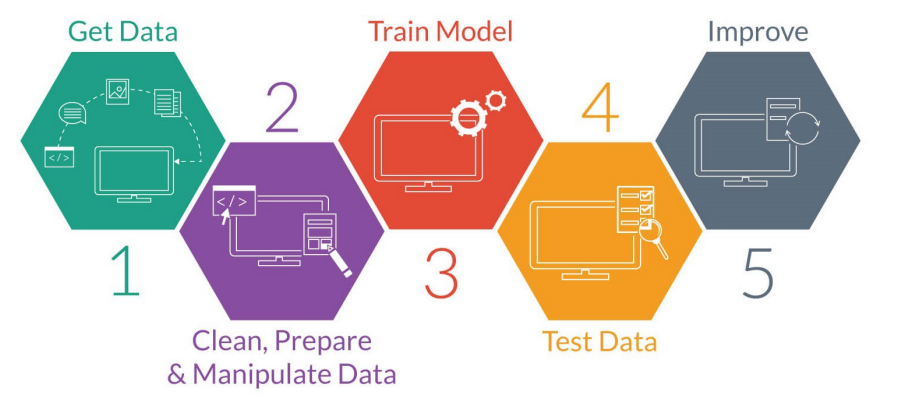 Get Data
1
2
Clean, Prepare
& Manipulate Data
Train Model
3
4
Test Data
Improve
5
</>
</>